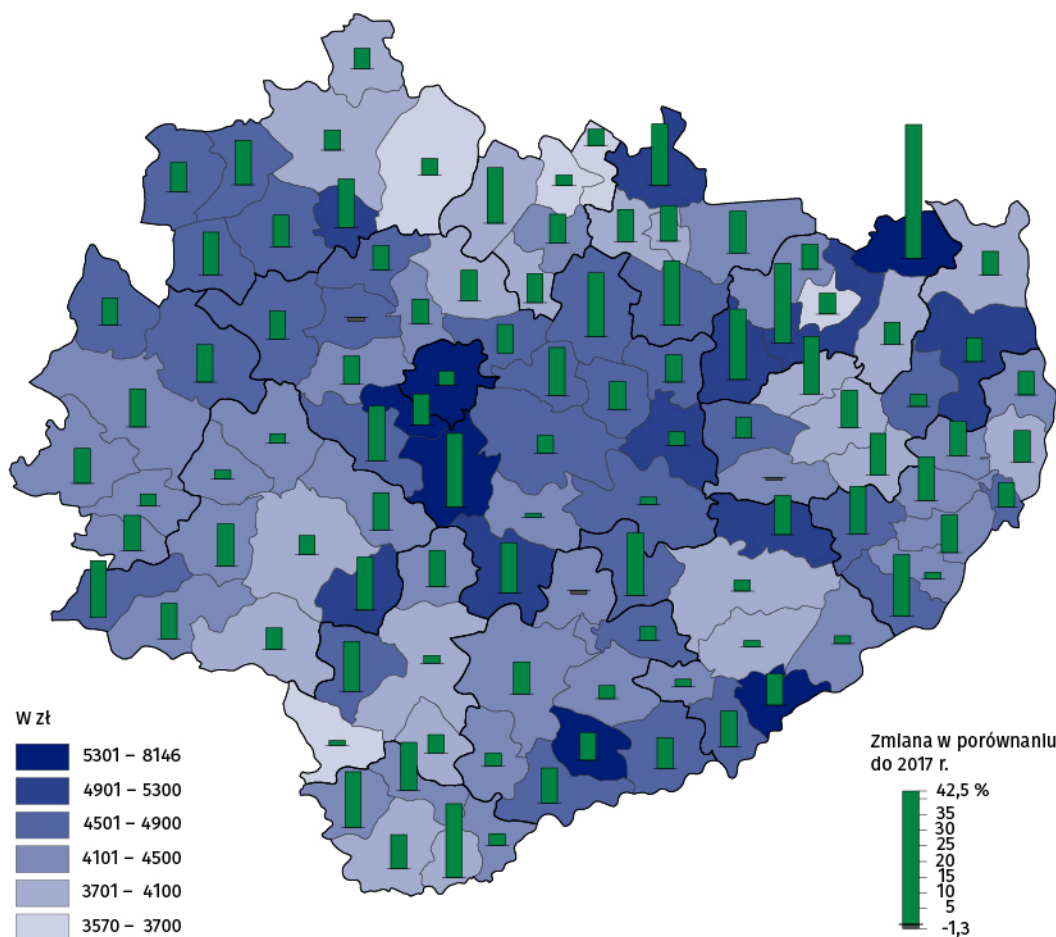 W zł
5301 – 8146
4901 – 5300
4501 – 4900
4101 – 4500
3701 – 4100
3570 – 3700
Zmiana w porównaniu
do 2017 r.
42,5 %
35
30
25
20
15
10
5
-1,3